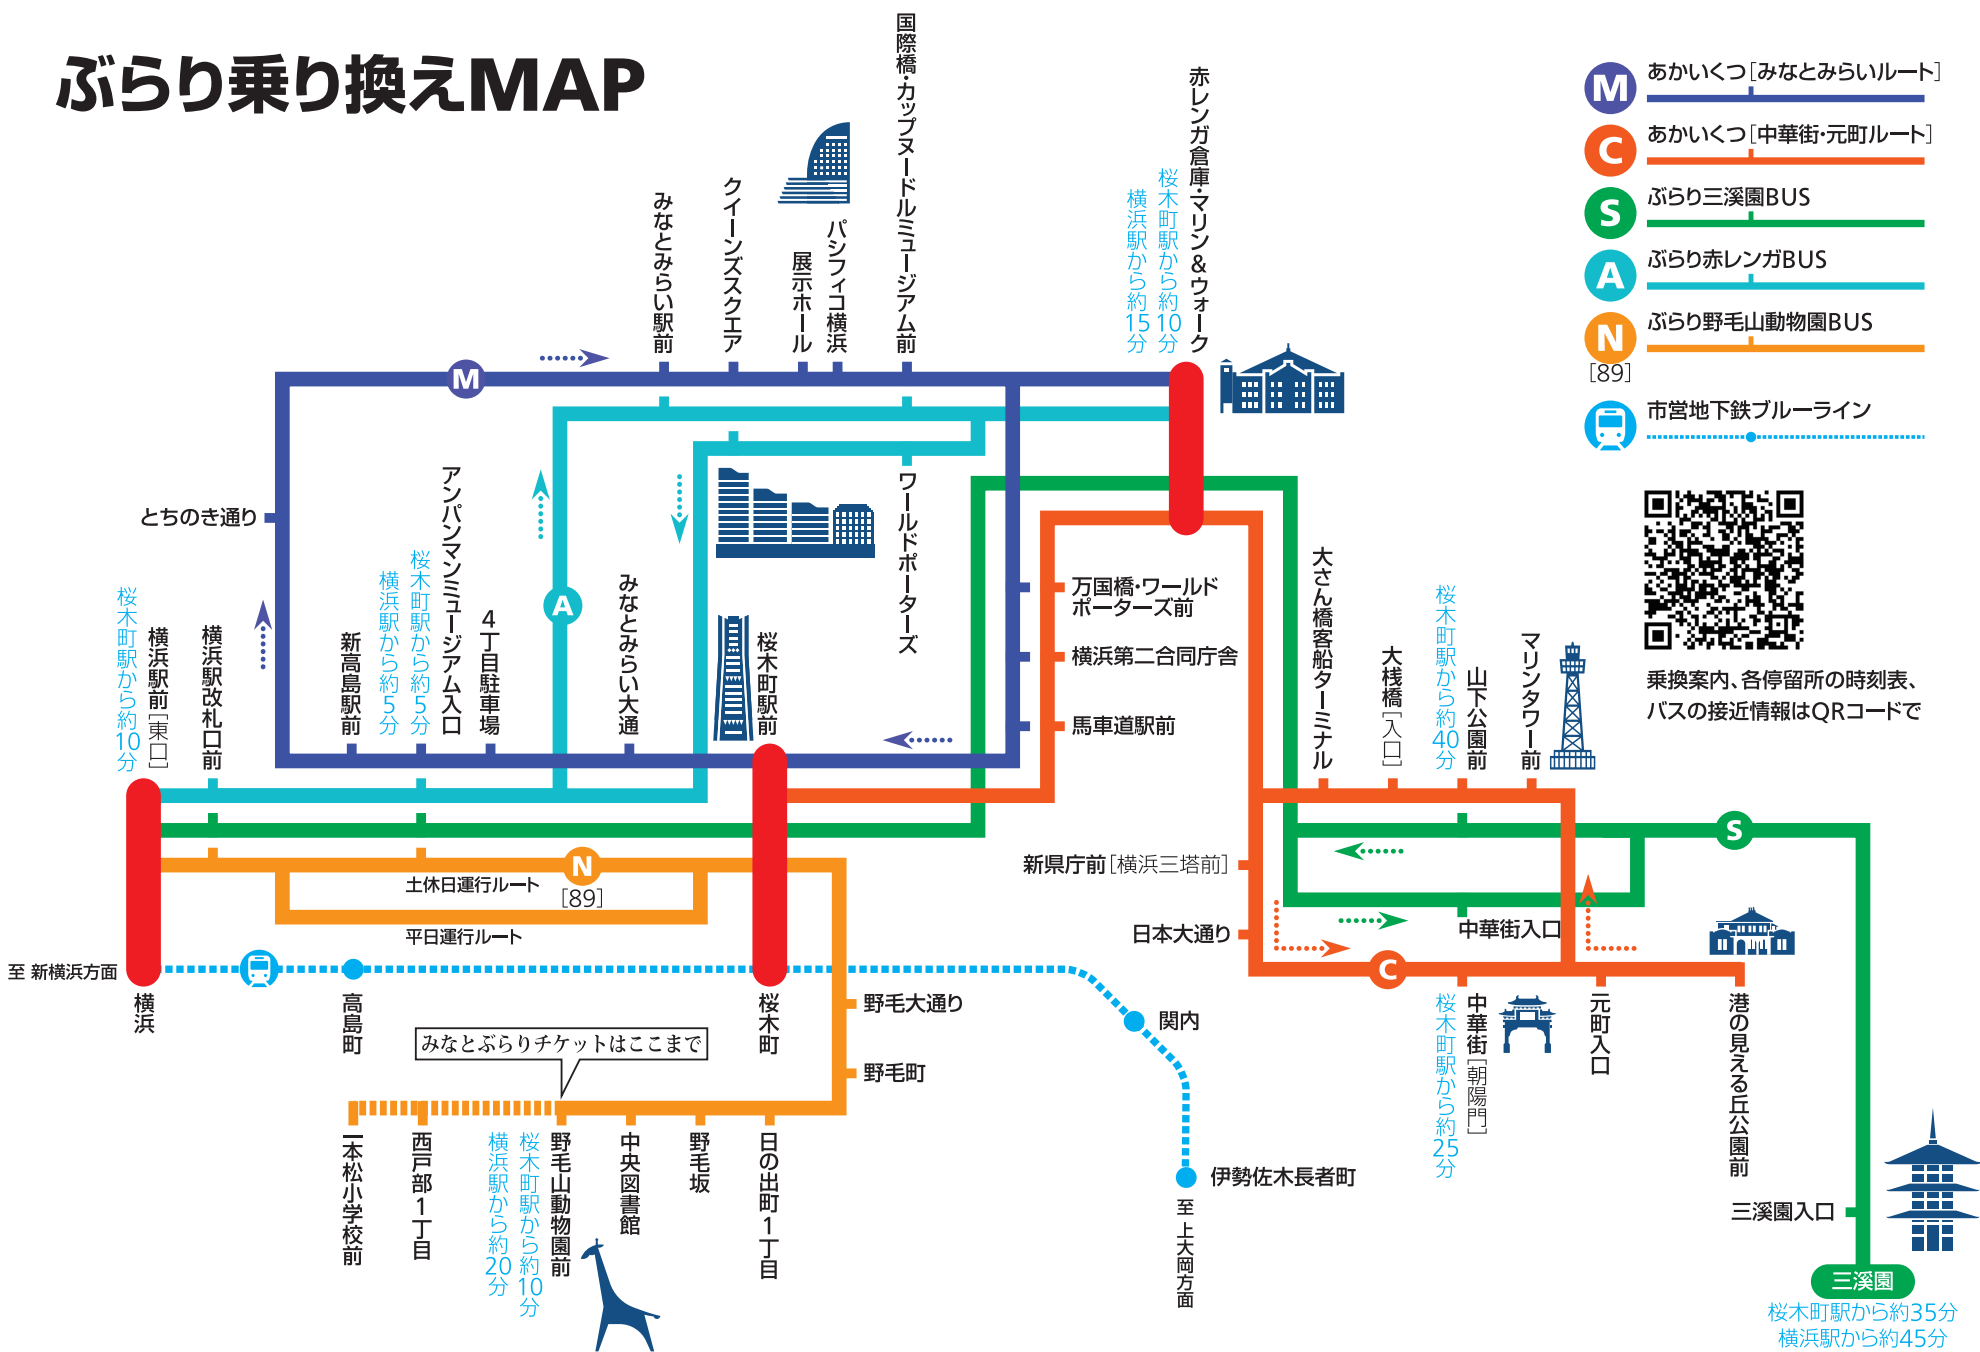 ぶらり乗り換えMAP
M
あかいくつ［みなとみらいルート］
C
あかいくつ［中華街・元町ルート］
S
ぶらり三溪園BUS
A
ぶらり赤レンガBUS
N
ぶらり野毛山動物園BUS
［89］
市営地下鉄ブルーライン
乗換案内、各停留所の時刻表、
バスの接近情報はQRコードで
みなとみらい駅前
クイーンズスクエア
展示ホール
パシフィコ横浜
国際橋・カップヌードルミュージアム前
赤レンガ倉庫・マリン＆ウォーク
桜木町駅から約10分
横浜駅から約15分
M
とちのき通り
ワールドポーターズ
A
横浜駅前［東口］
桜木町駅から約10分
横浜駅改札口前
新高島駅前
アンパンマンミュージアム入口
桜木町駅から約5分
横浜駅から約5分
4丁目駐車場
みなとみらい大通
桜木町駅前
万国橋・ワールド
ポーターズ前
横浜第二合同庁舎
馬車道駅前
大さん橋客船ターミナル
大桟橋［入口］
山下公園前
桜木町駅から約40分
マリンタワー前
新県庁前［横浜三塔前］
日本大通り
S
中華街入口
C
中華街［朝陽門］
桜木町駅から約25分
元町入口
港の見える丘公園前
三溪園入口
三溪園
桜木町駅から約35分
横浜駅から約45分
N
［89］
土休日運行ルート
平日運行ルート
至 新横浜方面
横浜
高島町
桜木町
野毛大通り
野毛町
関内
伊勢佐木長者町
至 上大岡方面
みなとぶらりチケットはここまで
一本松小学校前
西戸部1丁目
野毛山動物園前
桜木町駅から約10分
横浜駅から約20分
中央図書館
野毛坂
日の出町1丁目